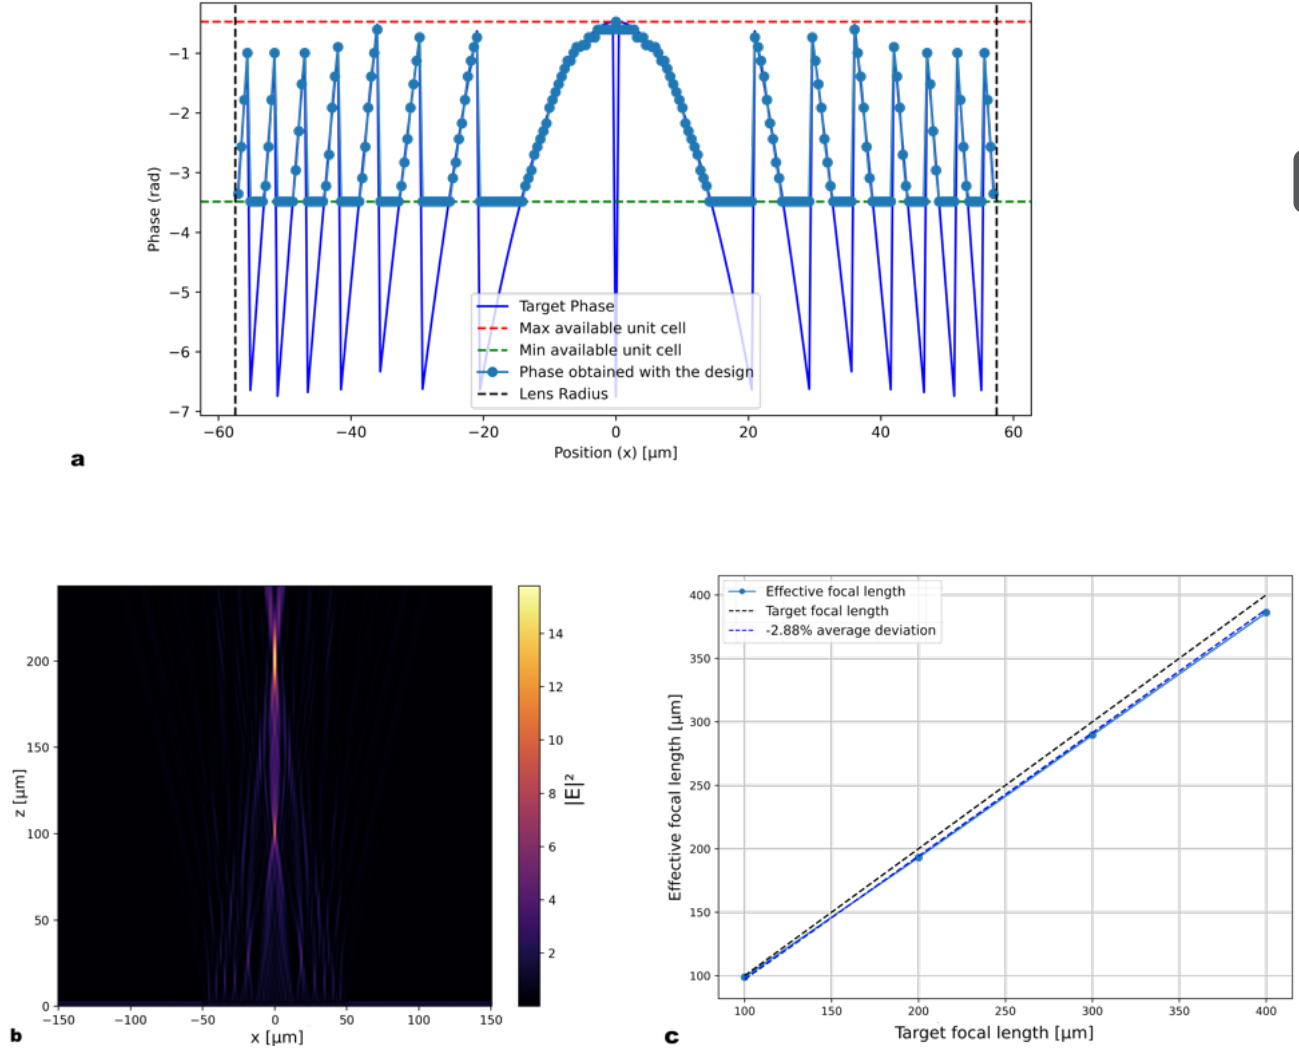 −1
−2
−3
−4
−5
−6
−7
Phase (rad)
Target Phase
Max available unit cell
Min available unit cell
Phase obtained with the design
Lens Radius
−60 −40 −20 0 20 40 60
Position (x) [μm]
a
200
150
100
50
0
z [μm]
−150 −100 −50 0 50 100 150
x [μm]
14
12
10
8
6
4
2
|E|²
b
Effective focal length
Target focal length
-2.88% average deviation
400
350
300
250
200
150
100
Effective focal length [μm]
100 150 200 250 300 350 400
Target focal length [μm]
c